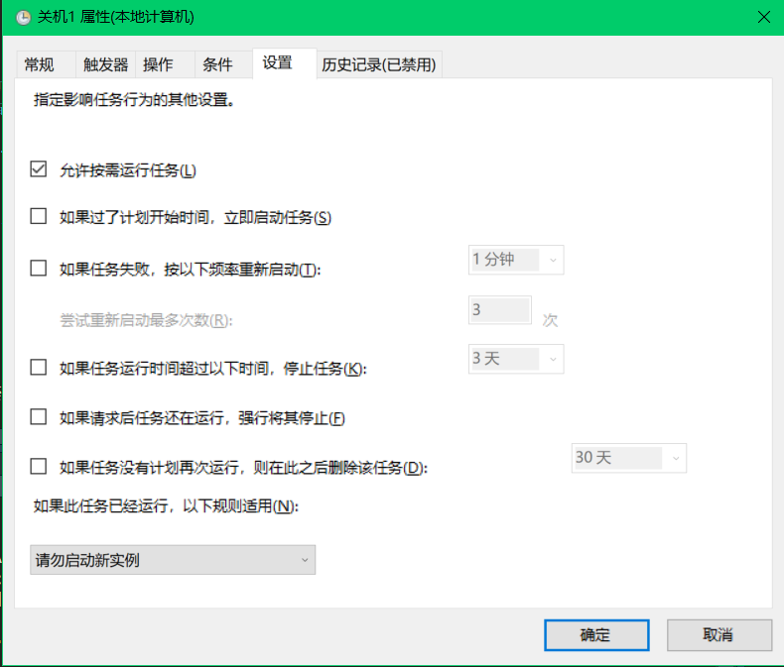 关机1 属性(本地计算机)
常规 触发器 操作 条件 设置 历史记录(已禁用)
指定影响任务行为的其他设置。
允许按需运行任务(L)
如果过了计划开始时间，立即启动任务(S)
如果任务失败，按以下频率重新启动(T): 1 分钟
尝试重新启动最多次数(R): 3 次
如果任务运行时间超过以下时间，停止任务(K): 3 天
如果请求后任务还在运行，强行将其停止(F)
如果任务没有计划再次运行，则在此之后删除该任务(D): 30 天
如果此任务已经运行，以下规则适用(N):
请勿启动新实例
确定 取消